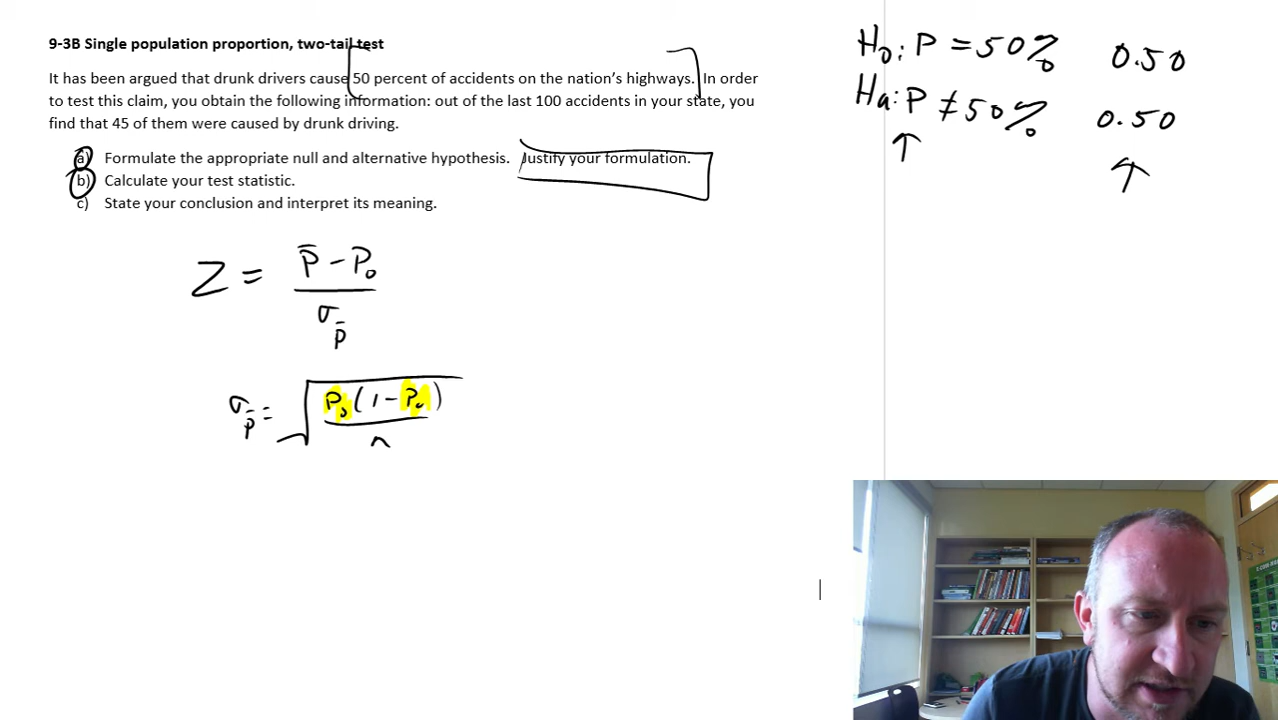 9-3B Single population proportion, two-tail test
It has been argued that drunk drivers cause 50 percent of accidents on the nation's highways. In order
to test this claim, you obtain the following information: out of the last 100 accidents in your state, you
find that 45 of them were caused by drunk driving.
a) Formulate the appropriate null and alternative hypothesis. Justify your formulation.
b) Calculate your test statistic.
c) State your conclusion and interpret its meaning.
H₀: P = 50% 0.50
Ha: P ≠ 50% 0.50
Z = p̄ - P₀
σp̄
σp̄ = √ P₀(1 - P₀)
n